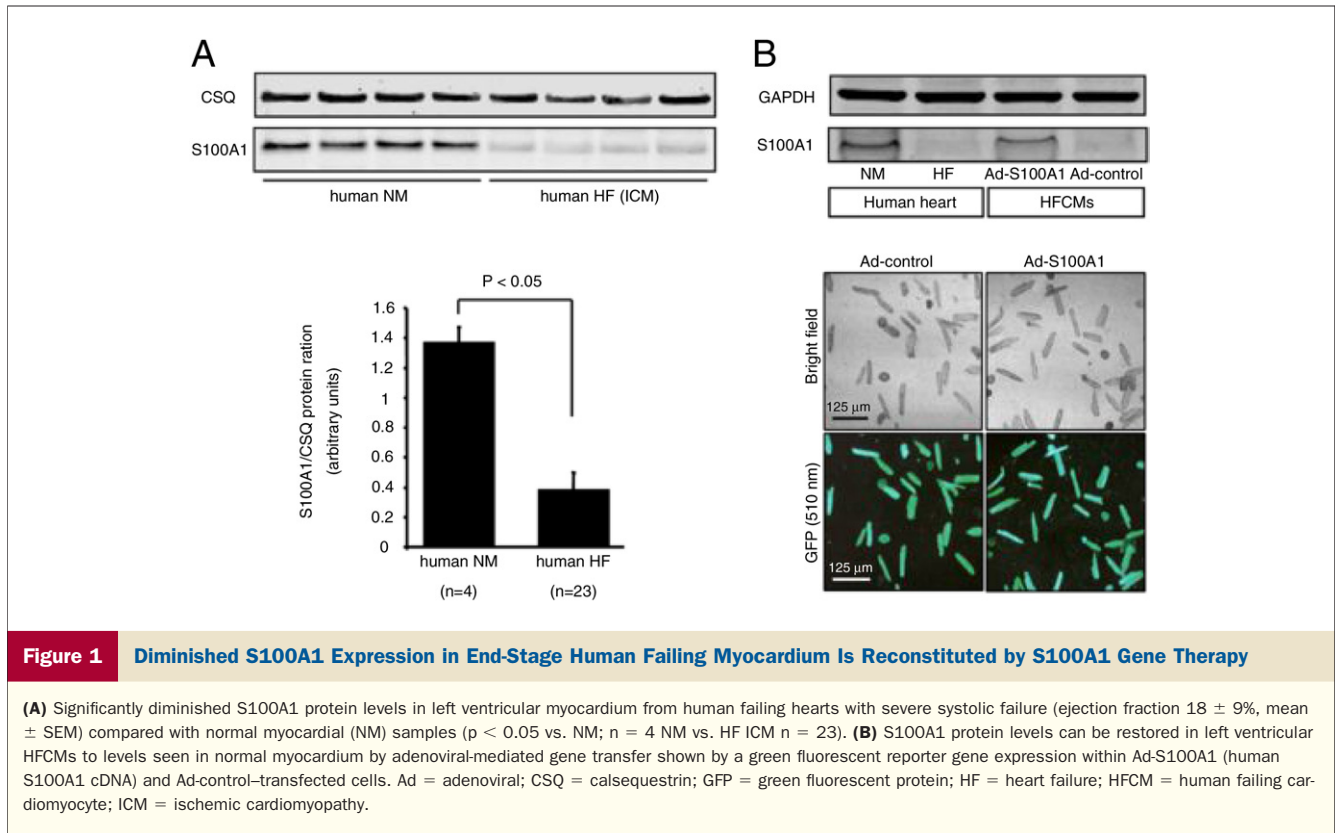 A
CSQ
S100A1
human NM
human HF (ICM)
P < 0.05
S100A1/CSQ protein ration
(arbitrary units)
1.6
1.4
1.2
1
0.8
0.6
0.4
0.2
0
human NM
human HF
(n=4)
(n=23)
B
GAPDH
S100A1
NM
HF
Ad-S100A1 Ad-control
Human heart
HFCMs
Ad-control
Ad-S100A1
Bright field
125 µm
GFP (510 nm)
125 µm
Figure 1
Diminished S100A1 Expression in End-Stage Human Failing Myocardium Is Reconstituted by S100A1 Gene Therapy
(A) Significantly diminished S100A1 protein levels in left ventricular myocardium from human failing hearts with severe systolic failure (ejection fraction 18 ± 9%, mean
± SEM) compared with normal myocardial (NM) samples (p < 0.05 vs. NM; n = 4 NM vs. HF ICM n = 23). (B) S100A1 protein levels can be restored in left ventricular
HFCMs to levels seen in normal myocardium by adenoviral-mediated gene transfer shown by a green fluorescent reporter gene expression within Ad-S100A1 (human
S100A1 cDNA) and Ad-control–transfected cells. Ad = adenoviral; CSQ = calsequestrin; GFP = green fluorescent protein; HF = heart failure; HFCM = human failing car-
diomyocyte; ICM = ischemic cardiomyopathy.